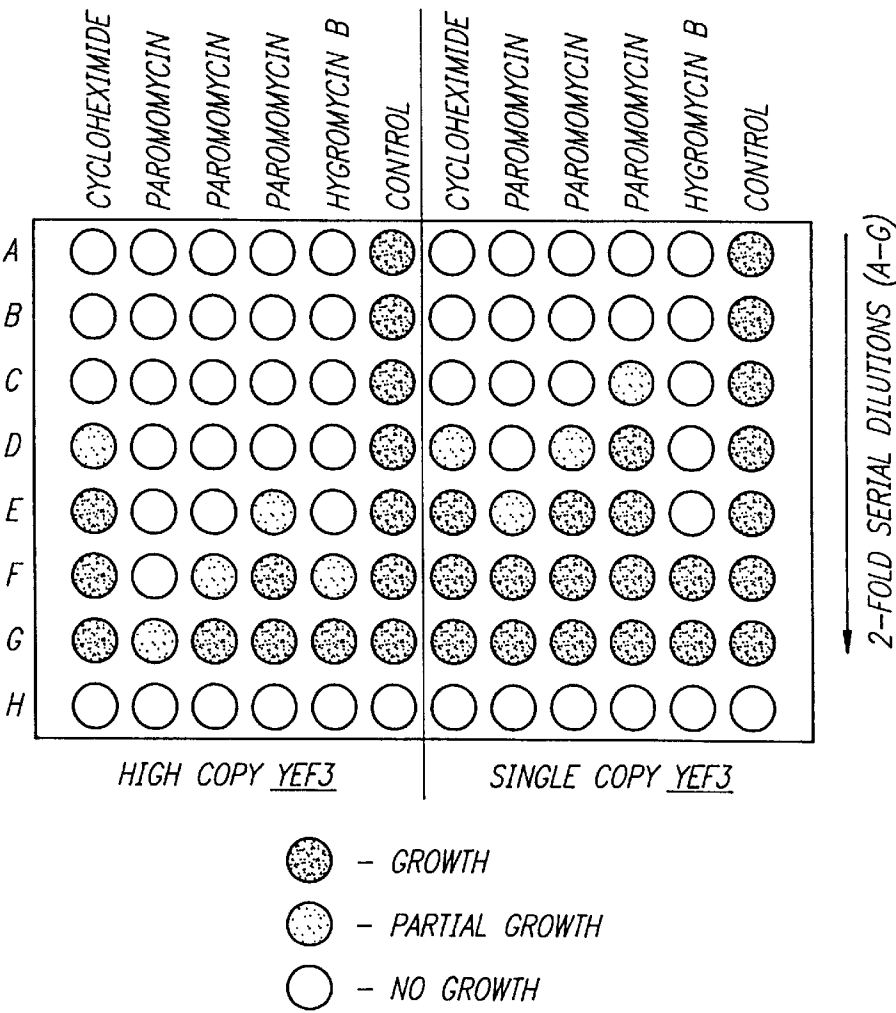 CYCLOHEXIMIDE
PAROMOMYCIN
PAROMOMYCIN
PAROMOMYCIN
HYGROMYCIN B
CONTROL
CYCLOHEXIMIDE
PAROMOMYCIN
PAROMOMYCIN
PAROMOMYCIN
HYGROMYCIN B
CONTROL
A
B
C
D
E
F
G
H
2-FOLD SERIAL DILUTIONS (A-G)
HIGH COPY YEF3
SINGLE COPY YEF3
- GROWTH
- PARTIAL GROWTH
- NO GROWTH